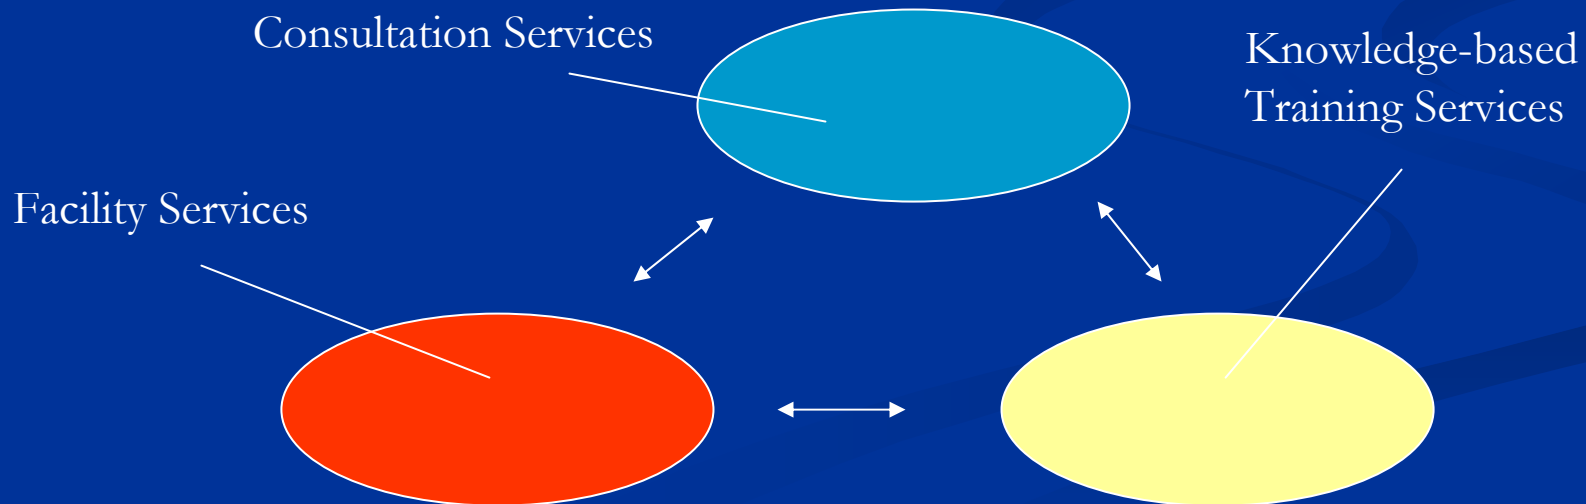 Consultation Services
Knowledge-based
Training Services
Facility Services